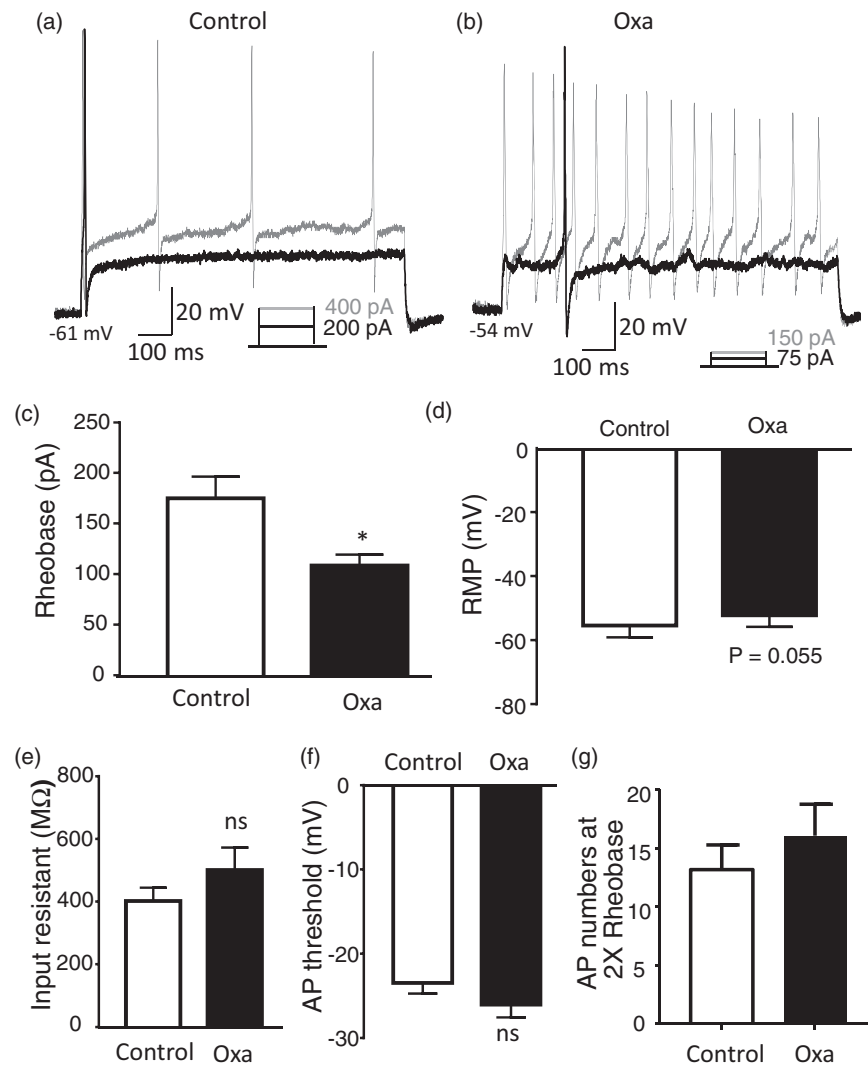 (a) Control
-61 mV
20 mV
100 ms
400 pA
200 pA
(b) Oxa
-54 mV
20 mV
100 ms
150 pA
75 pA
(c)
Rheobase (pA)
250
200
150
100
50
0
*
Control Oxa
(d)
Control Oxa
RMP (mV)
0
-20
-40
-60
-80
P = 0.055
(e)
Input resistant (MΩ)
800
600
400
200
0
ns
Control Oxa
(f)
Control Oxa
AP threshold (mV)
0
-10
-20
-30
ns
(g)
AP numbers at
2X Rheobase
20
15
10
5
0
Control Oxa